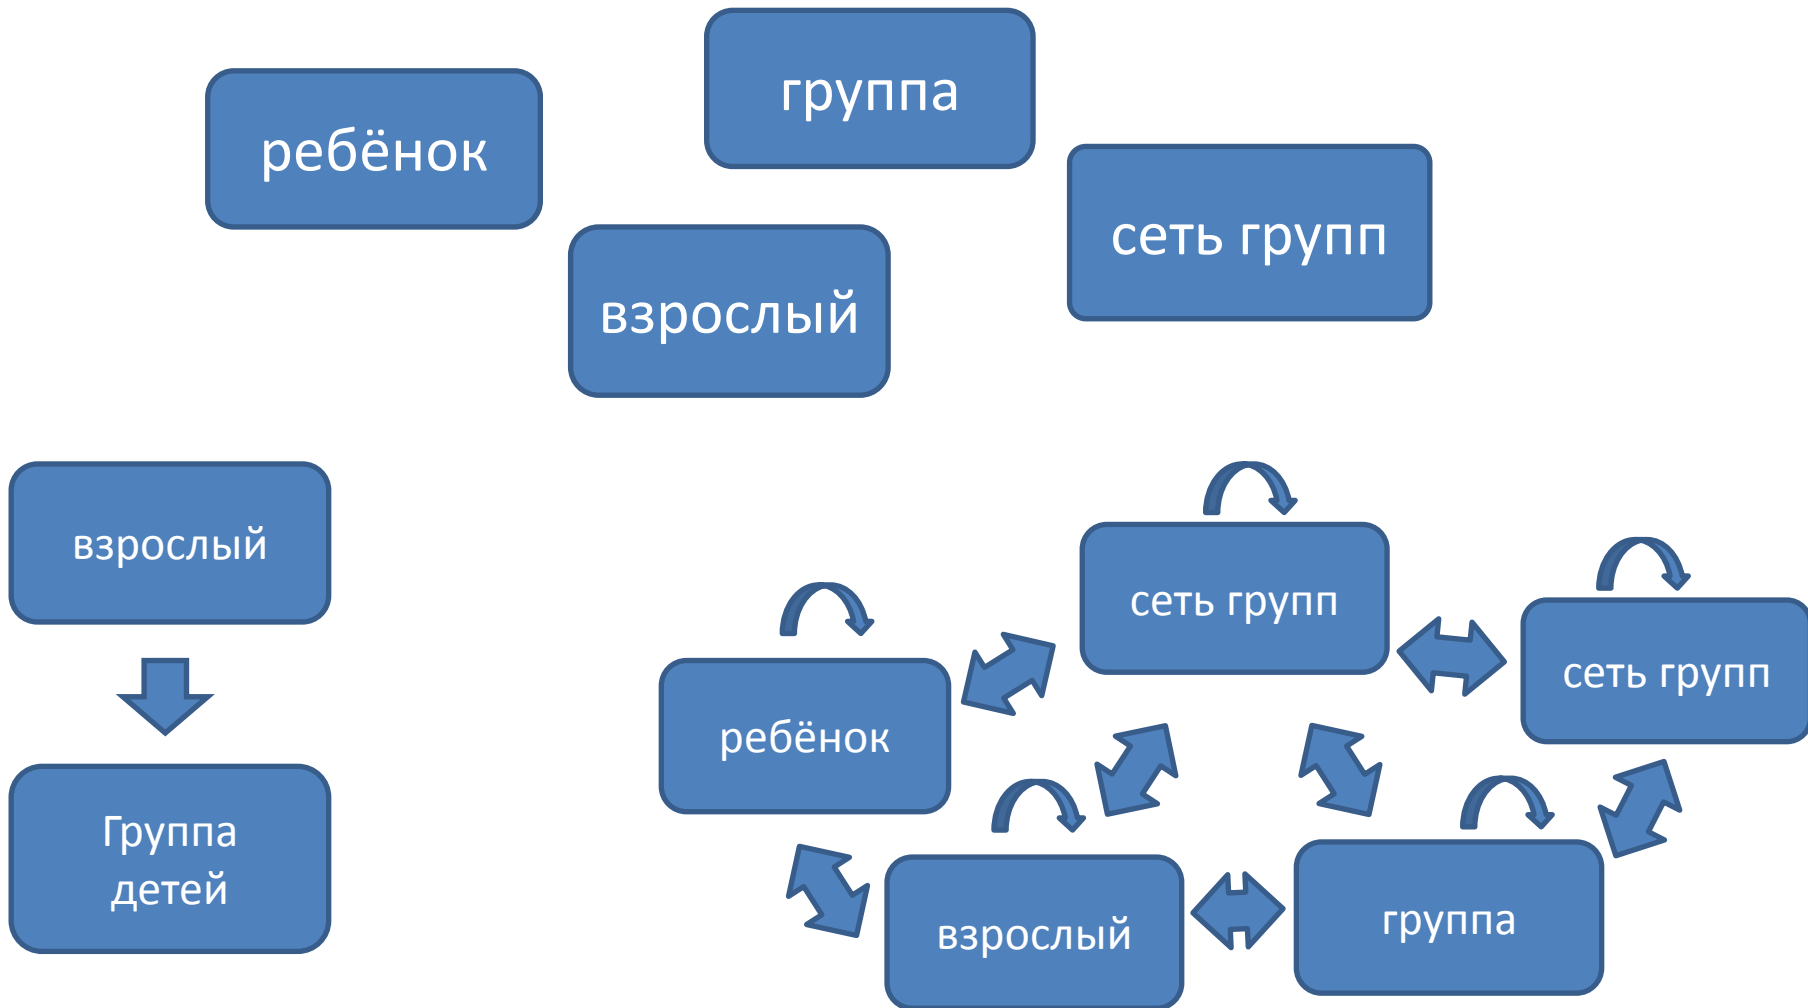 группа
ребёнок
сеть групп
взрослый
взрослый
сеть групп
сеть групп
ребёнок
Группа
детей
группа
взрослый